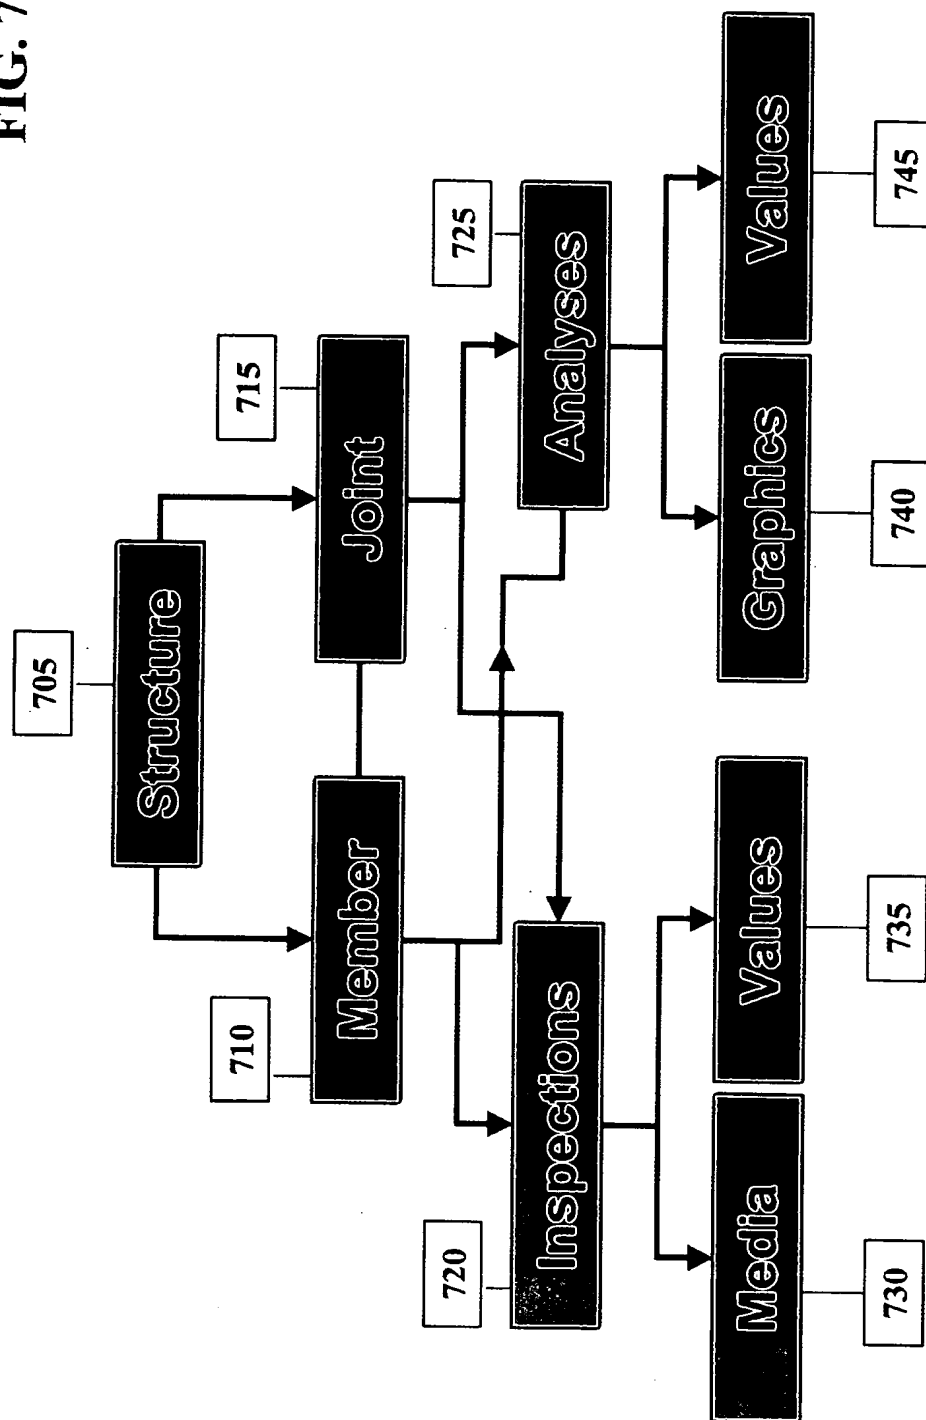 FIG. 7
705
Structure
710
715
Member
Joint
720
725
Inspections
Analyses
Media
Values
Graphics
Values
730
735
740
745